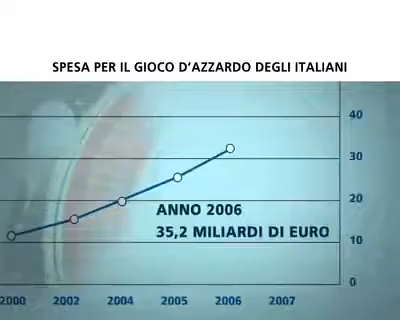 SPESA PER IL GIOCO D'AZZARDO DEGLI ITALIANI
40
30
20
ANNO 2006
35,2 MILIARDI DI EURO
10
0
2000 2002 2004 2005 2006 2007